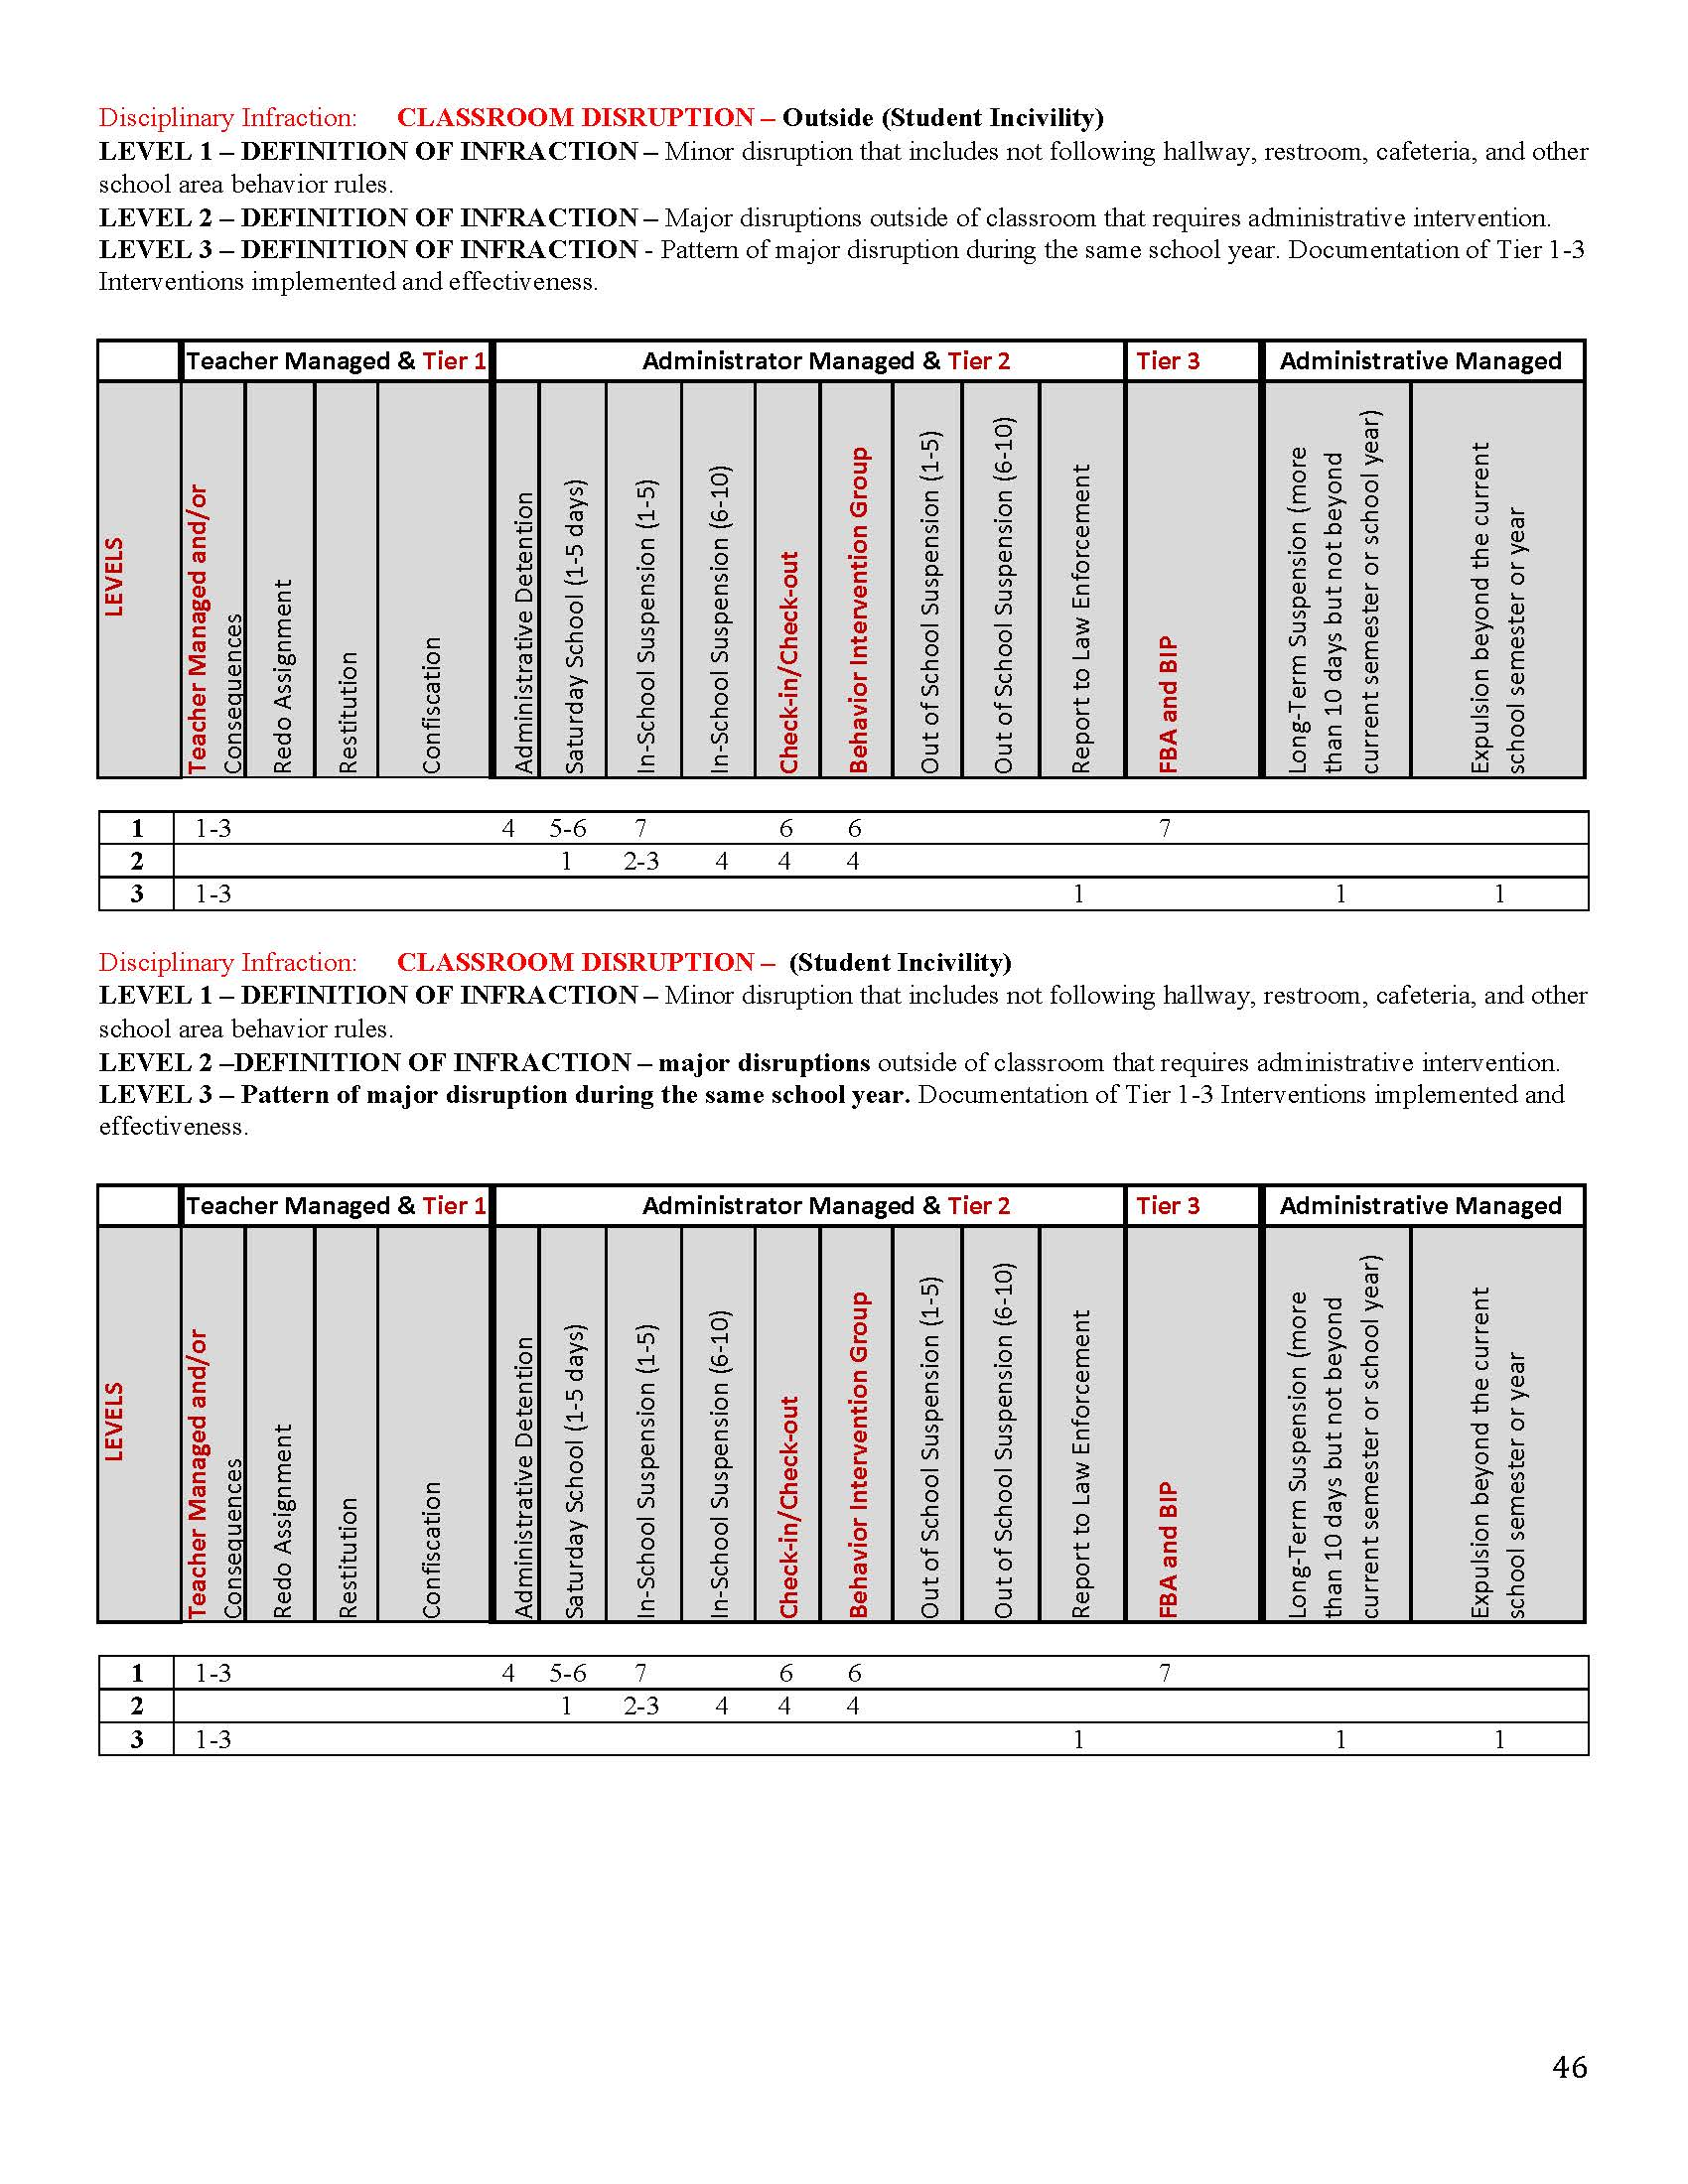 Disciplinary Infraction: CLASSROOM DISRUPTION – Outside (Student Incivility)
LEVEL 1 – DEFINITION OF INFRACTION – Minor disruption that includes not following hallway, restroom, cafeteria, and other
school area behavior rules.
LEVEL 2 – DEFINITION OF INFRACTION – Major disruptions outside of classroom that requires administrative intervention.
LEVEL 3 – DEFINITION OF INFRACTION - Pattern of major disruption during the same school year. Documentation of Tier 1-3
Interventions implemented and effectiveness.
Teacher Managed & Tier 1 Administrator Managed & Tier 2 Tier 3 Administrative Managed
LEVELS
Teacher Managed and/or
Consequences
Redo Assignment
Restitution
Confiscation
Administrative Detention
Saturday School (1-5 days)
In-School Suspension (1-5)
In-School Suspension (6-10)
Check-in/Check-out
Behavior Intervention Group
Out of School Suspension (1-5)
Out of School Suspension (6-10)
Report to Law Enforcement
FBA and BIP
Long-Term Suspension (more
than 10 days but not beyond
current semester or school year)
Expulsion beyond the current
school semester or year
1 1-3 4 5-6 7 6 6 7
2 1 2-3 4 4 4
3 1-3 1 1 1
Disciplinary Infraction: CLASSROOM DISRUPTION – (Student Incivility)
LEVEL 1 – DEFINITION OF INFRACTION – Minor disruption that includes not following hallway, restroom, cafeteria, and other
school area behavior rules.
LEVEL 2 –DEFINITION OF INFRACTION – major disruptions outside of classroom that requires administrative intervention.
LEVEL 3 – Pattern of major disruption during the same school year. Documentation of Tier 1-3 Interventions implemented and
effectiveness.
Teacher Managed & Tier 1 Administrator Managed & Tier 2 Tier 3 Administrative Managed
LEVELS
Teacher Managed and/or
Consequences
Redo Assignment
Restitution
Confiscation
Administrative Detention
Saturday School (1-5 days)
In-School Suspension (1-5)
In-School Suspension (6-10)
Check-in/Check-out
Behavior Intervention Group
Out of School Suspension (1-5)
Out of School Suspension (6-10)
Report to Law Enforcement
FBA and BIP
Long-Term Suspension (more
than 10 days but not beyond
current semester or school year)
Expulsion beyond the current
school semester or year
1 1-3 4 5-6 7 6 6 7
2 1 2-3 4 4 4
3 1-3 1 1 1
46